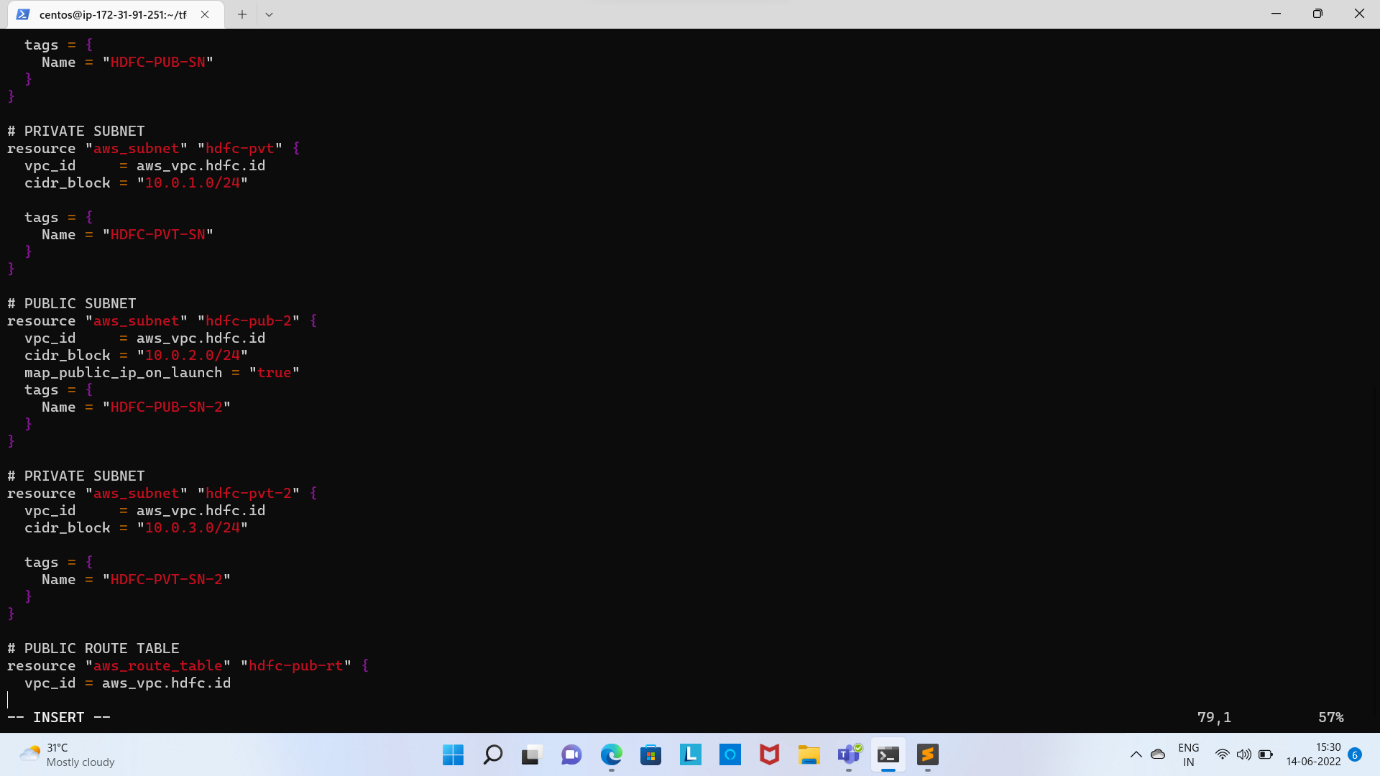 centos@ip-172-31-91-251:~/tf
  tags = {
    Name = "HDFC-PUB-SN"
  }
}

# PRIVATE SUBNET
resource "aws_subnet" "hdfc-pvt" {
  vpc_id     = aws_vpc.hdfc.id
  cidr_block = "10.0.1.0/24"

  tags = {
    Name = "HDFC-PVT-SN"
  }
}

# PUBLIC SUBNET
resource "aws_subnet" "hdfc-pub-2" {
  vpc_id     = aws_vpc.hdfc.id
  cidr_block = "10.0.2.0/24"
  map_public_ip_on_launch = "true"
  tags = {
    Name = "HDFC-PUB-SN-2"
  }
}

# PRIVATE SUBNET
resource "aws_subnet" "hdfc-pvt-2" {
  vpc_id     = aws_vpc.hdfc.id
  cidr_block = "10.0.3.0/24"

  tags = {
    Name = "HDFC-PVT-SN-2"
  }
}

# PUBLIC ROUTE TABLE
resource "aws_route_table" "hdfc-pub-rt" {
  vpc_id = aws_vpc.hdfc.id

-- INSERT -- 79,1 57%
31°C
Mostly cloudy
L
T
S
ENG
IN
15:30
14-06-2022
6